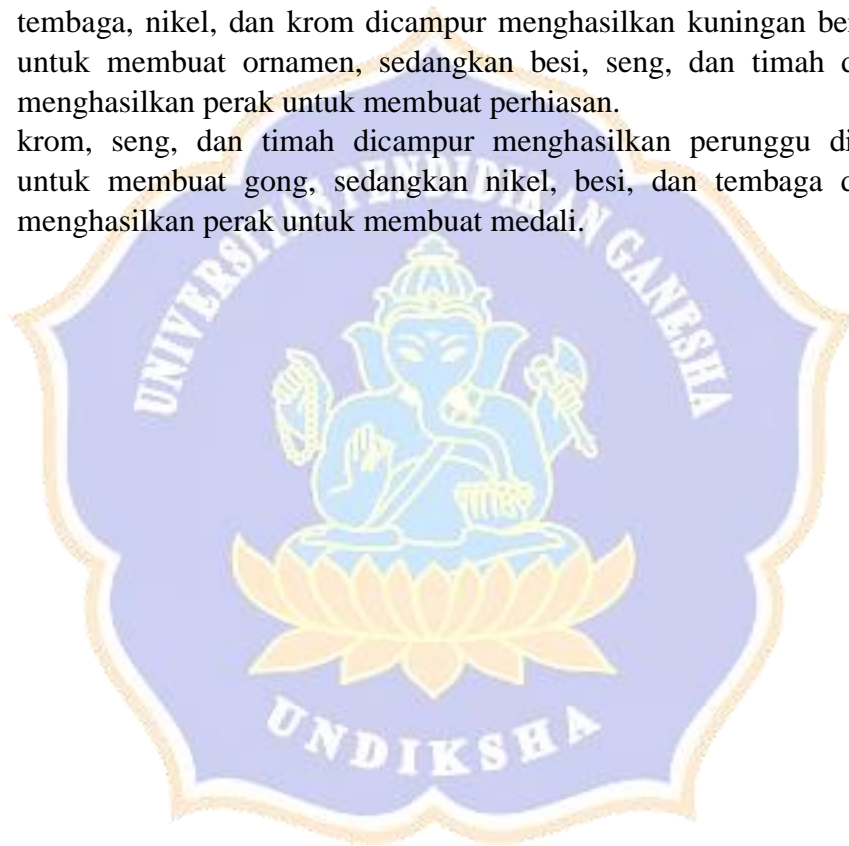 tembaga, nikel, dan krom dicampur menghasilkan kuningan
untuk membuat ornamen, sedangkan besi, seng, dan timah
menghasilkan perak untuk membuat perhiasan.
krom, seng, dan timah dicampur menghasilkan perunggu
untuk membuat gong, sedangkan nikel, besi, dan tembaga
menghasilkan perak untuk membuat medali.
UNIVERSITAS PENDIDIKAN GANESHA
UNDIKSHA